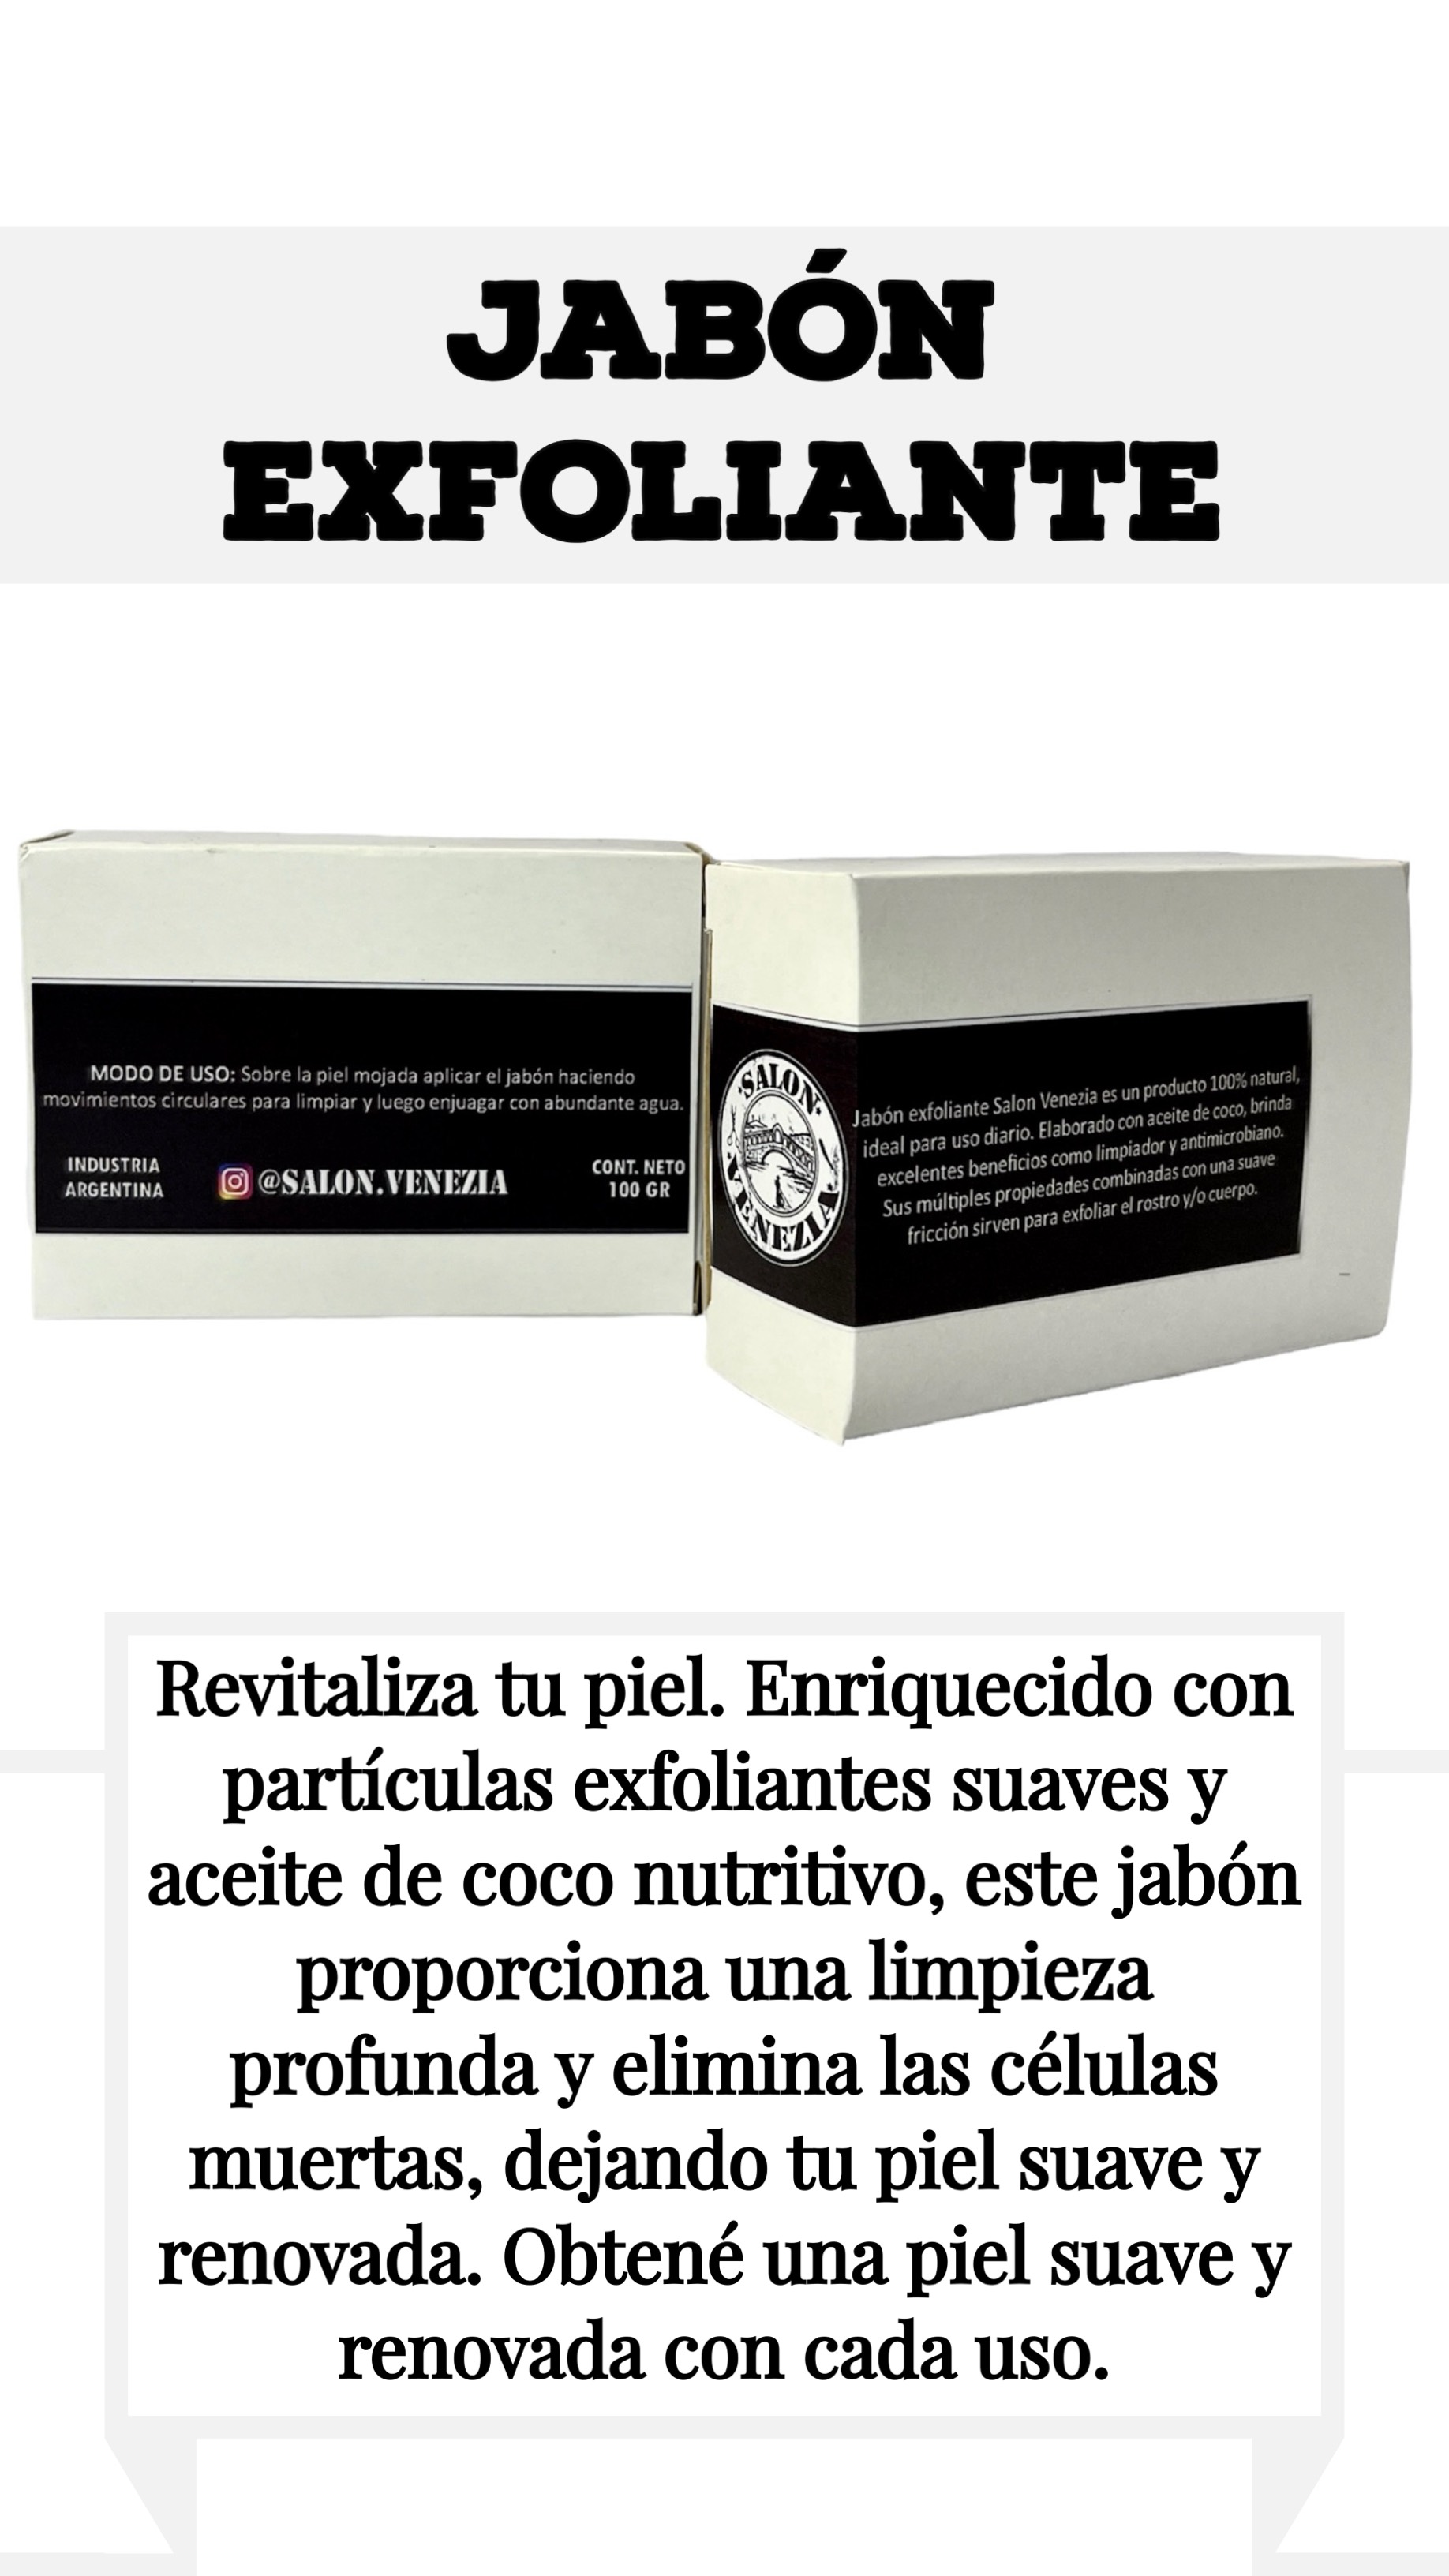 JABÓN
EXFOLIANTE
MODO DE USO: Sobre la piel mojada aplicar el jabón haciendo
movimientos circulares para limpiar y luego enjuagar con abundante agua.
INDUSTRIA
ARGENTINA
@SALON.VENEZIA
CONT. NETO
100 GR
SALON
VENEZIA
Jabón exfoliante Salon Venezia es un producto 100% natural,
ideal para uso diario. Elaborado con aceite de coco, brinda
excelentes beneficios como limpiador y antimicrobiano.
Sus múltiples propiedades combinadas con una suave
fricción sirven para exfoliar el rostro y/o cuerpo.
Revitaliza tu piel. Enriquecido con
partículas exfoliantes suaves y
aceite de coco nutritivo, este jabón
proporciona una limpieza
profunda y elimina las células
muertas, dejando tu piel suave y
renovada. Obtené una piel suave y
renovada con cada uso.